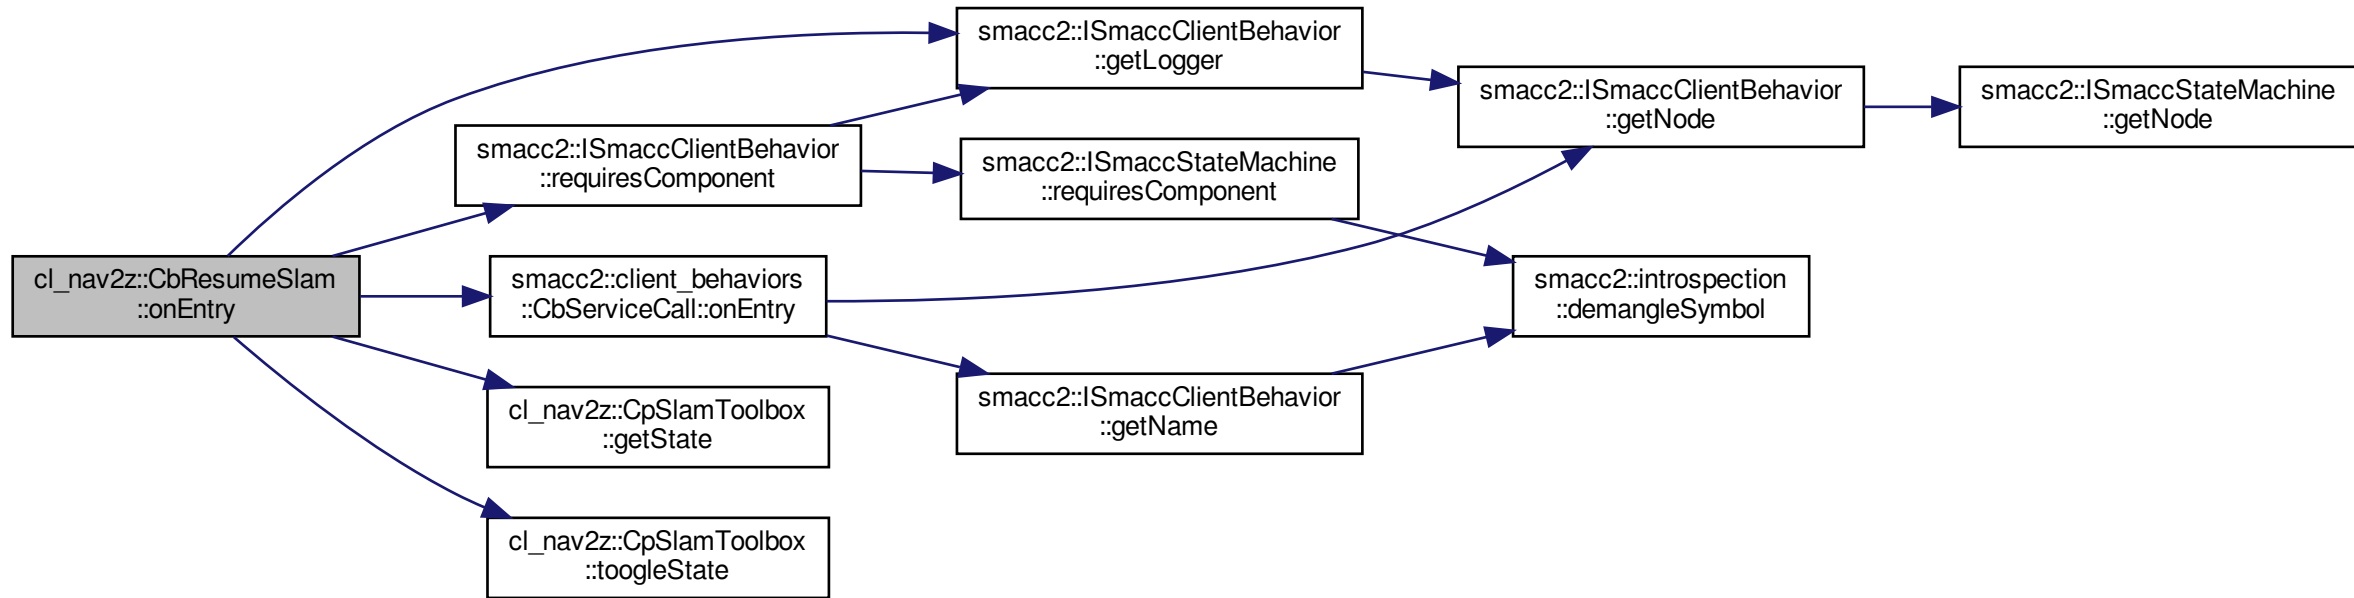 cl_nav2z::CbResumeSlam
::onEntry
smacc2::ISmaccClientBehavior
::getLogger
smacc2::ISmaccClientBehavior
::requiresComponent
smacc2::ISmaccStateMachine
::requiresComponent
smacc2::client_behaviors
::CbServiceCall::onEntry
cl_nav2z::CpSlamToolbox
::getState
cl_nav2z::CpSlamToolbox
::toogleState
smacc2::ISmaccClientBehavior
::getName
smacc2::ISmaccClientBehavior
::getNode
smacc2::introspection
::demangleSymbol
smacc2::ISmaccStateMachine
::getNode